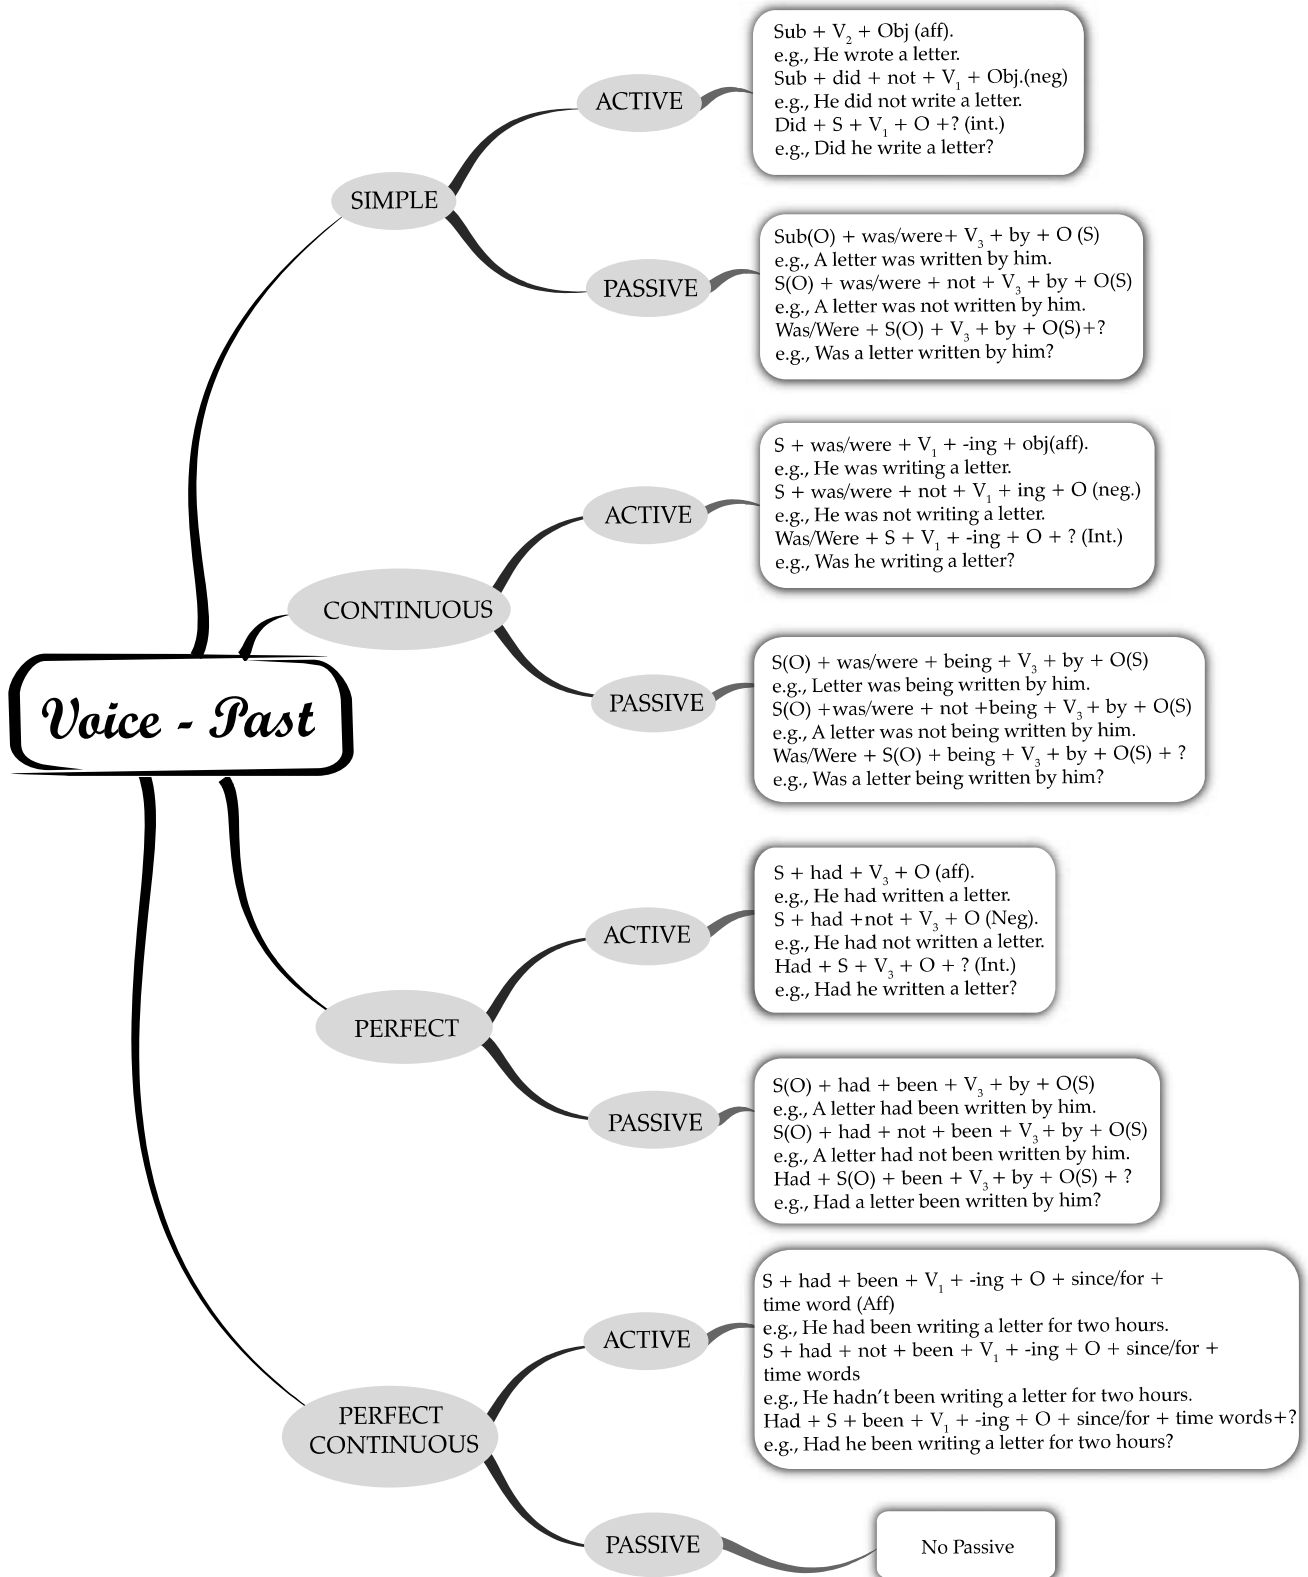 Voice - Past
SIMPLE
ACTIVE
Sub + V₂ + Obj (aff).
e.g., He wrote a letter.
Sub + did + not + V₁ + Obj.(neg)
e.g., He did not write a letter.
Did + S + V₁ + O +? (int.)
e.g., Did he write a letter?
PASSIVE
Sub(O) + was/were+ V₃ + by + O (S)
e.g., A letter was written by him.
S(O) + was/were + not + V₃ + by + O(S)
e.g., A letter was not written by him.
Was/Were + S(O) + V₃ + by + O(S)+?
e.g., Was a letter written by him?
CONTINUOUS
ACTIVE
S + was/were + V₁ + -ing + obj(aff).
e.g., He was writing a letter.
S + was/were + not + V₁ + ing + O (neg.)
e.g., He was not writing a letter.
Was/Were + S + V₁ + -ing + O + ? (Int.)
e.g., Was he writing a letter?
PASSIVE
S(O) + was/were + being + V₃ + by + O(S)
e.g., Letter was being written by him.
S(O) +was/were + not +being + V₃ + by + O(S)
e.g., A letter was not being written by him.
Was/Were + S(O) + being + V₃ + by + O(S) + ?
e.g., Was a letter being written by him?
PERFECT
ACTIVE
S + had + V₃ + O (aff).
e.g., He had written a letter.
S + had +not + V₃ + O (Neg).
e.g., He had not written a letter.
Had + S + V₃ + O + ? (Int.)
e.g., Had he written a letter?
PASSIVE
S(O) + had + been + V₃ + by + O(S)
e.g., A letter had been written by him.
S(O) + had + not + been + V₃ + by + O(S)
e.g., A letter had not been written by him.
Had + S(O) + been + V₃ + by + O(S) + ?
e.g., Had a letter been written by him?
PERFECT
CONTINUOUS
ACTIVE
S + had + been + V₁ + -ing + O + since/for +
time word (Aff)
e.g., He had been writing a letter for two hours.
S + had + not + been + V₁ + -ing + O + since/for +
time words
e.g., He hadn't been writing a letter for two hours.
Had + S + been + V₁ + -ing + O + since/for + time words+?
e.g., Had he been writing a letter for two hours?
PASSIVE
No Passive